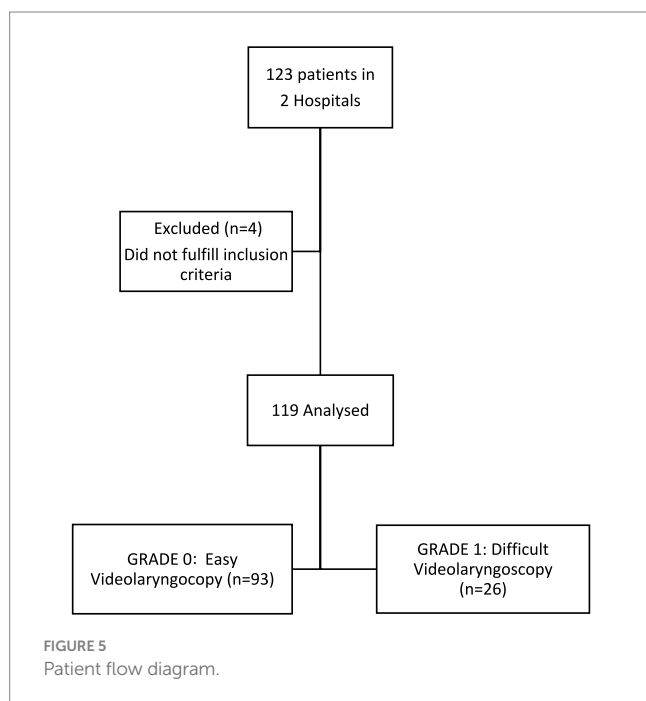 123 patients in
2 Hospitals
Excluded (n=4)
Did not fulfill inclusion
criteria
119 Analysed
GRADE 0: Easy
Videolaryngocopy (n=93)
GRADE 1: Difficult
Videolaryngoscopy
(n=26)
FIGURE 5
Patient flow diagram.